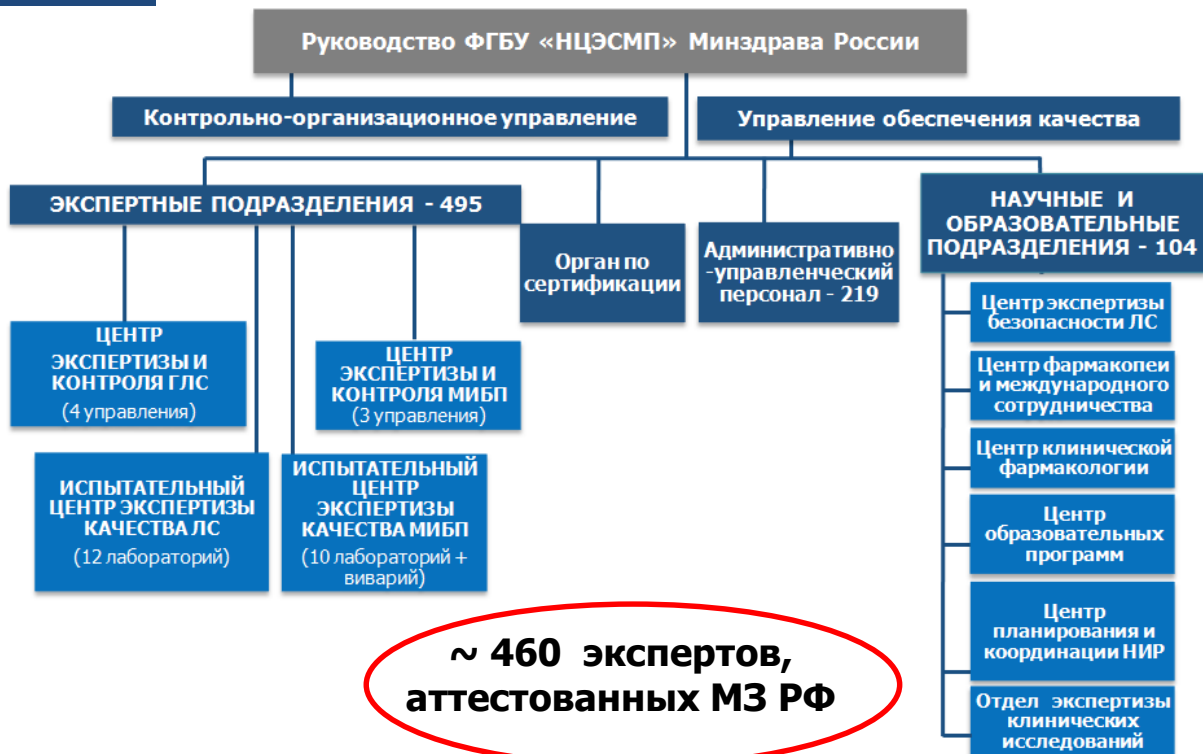 Руководство ФГБУ «НЦЭСМП» Минздрава России
Контрольно-организационное управление
Управление обеспечения качества
ЭКСПЕРТНЫЕ ПОДРАЗДЕЛЕНИЯ - 495
ЦЕНТР
ЭКСПЕРТИЗЫ И
КОНТРОЛЯ ГЛС
(4 управления)
ЦЕНТР
ЭКСПЕРТИЗЫ И
КОНТРОЛЯ МИБП
(3 управления)
ИСПЫТАТЕЛЬНЫЙ
ЦЕНТР ЭКСПЕРТИЗЫ
КАЧЕСТВА ЛС
(12 лабораторий)
ИСПЫТАТЕЛЬНЫЙ
ЦЕНТР
ЭКСПЕРТИЗЫ
КАЧЕСТВА МИБП
(10 лабораторий +
виварий)
Орган по
сертификации
Административно
-управленческий
персонал - 219
НАУЧНЫЕ И
ОБРАЗОВАТЕЛЬНЫЕ
ПОДРАЗДЕЛЕНИЯ - 104
Центр экспертизы
безопасности ЛС
Центр фармакопеи
и международного
сотрудничества
Центр клинической
фармакологии
Центр
образовательных
программ
Центр
планирования и
координации НИР
Отдел экспертизы
клинических
исследований
~ 460 экспертов,
аттестованных МЗ РФ